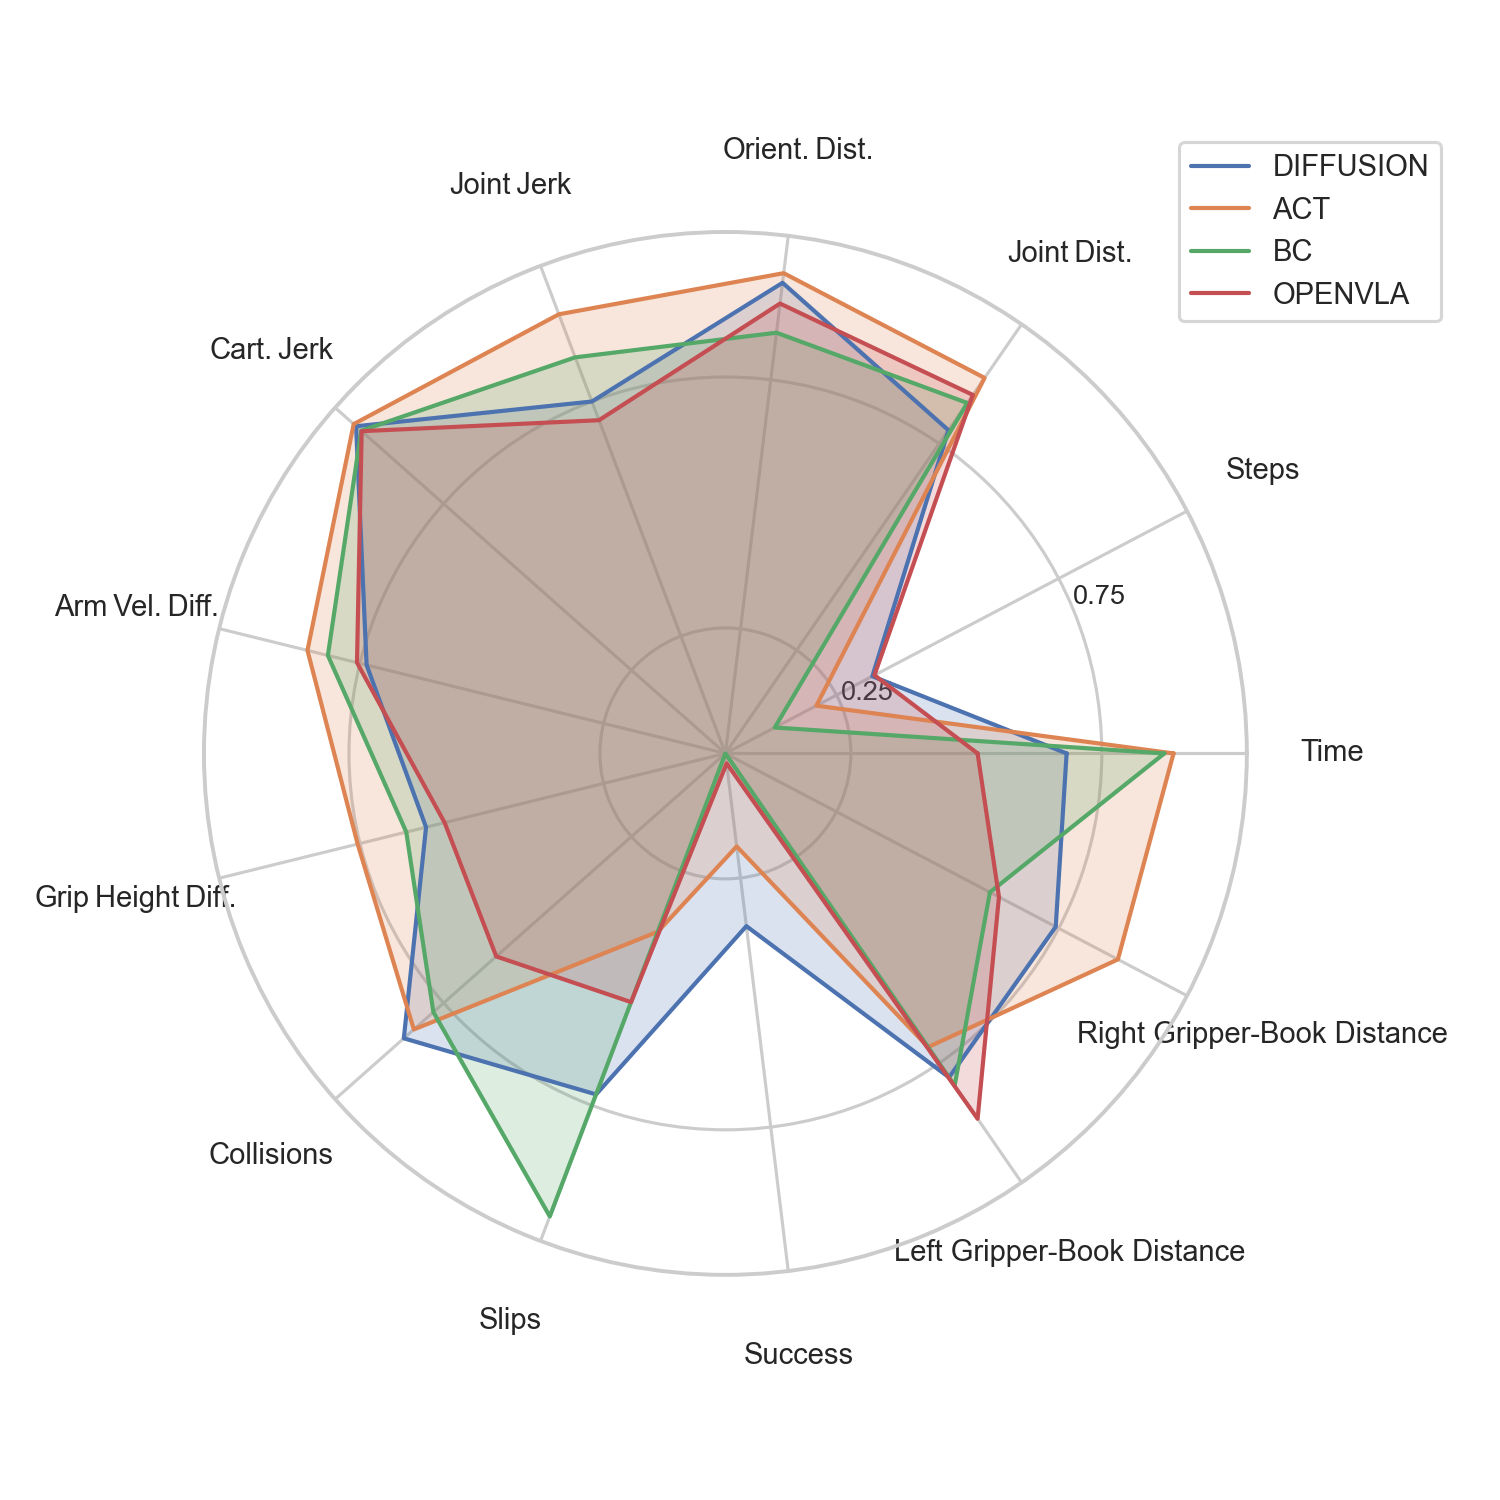 Orient. Dist.
Joint Jerk
Joint Dist.
DIFFUSION
ACT
BC
OPENVLA
Cart. Jerk
Steps
Arm Vel. Diff.
0.75
0.25
Time
Grip Height Diff.
Right Gripper-Book Distance
Collisions
Left Gripper-Book Distance
Slips
Success